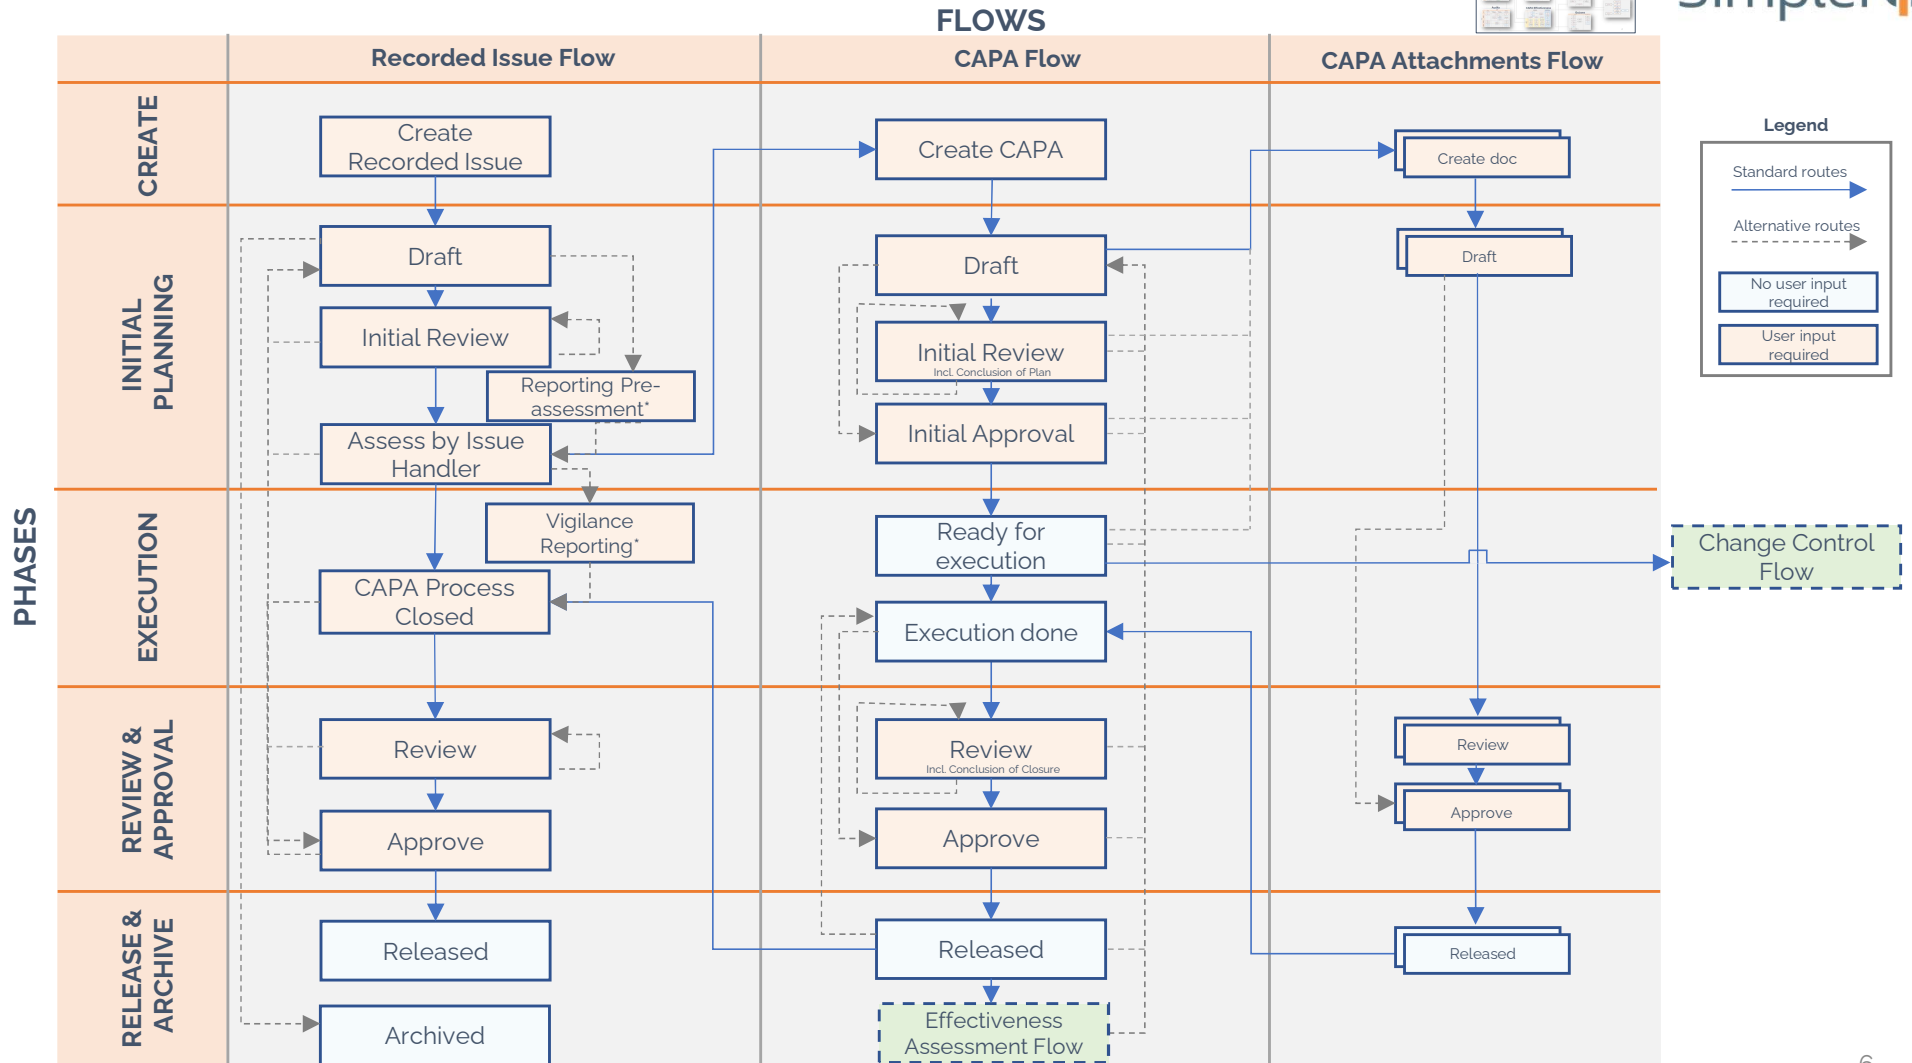 FLOWS
Recorded Issue Flow
CAPA Flow
CAPA Attachments Flow
PHASES
CREATE
Create
Recorded Issue
Create CAPA
Create doc
INITIAL
PLANNING
Draft
Initial Review
Reporting Pre-
assessment*
Assess by Issue
Handler
Draft
Initial Review
Incl. Conclusion of Plan
Initial Approval
Draft
EXECUTION
Vigilance
Reporting*
CAPA Process
Closed
Ready for
execution
Execution done
Change Control
Flow
REVIEW &
APPROVAL
Review
Approve
Review
Incl. Conclusion of Closure
Approve
Review
Approve
RELEASE &
ARCHIVE
Released
Archived
Released
Effectiveness
Assessment Flow
Released
Legend
Standard routes
Alternative routes
No user input
required
User input
required